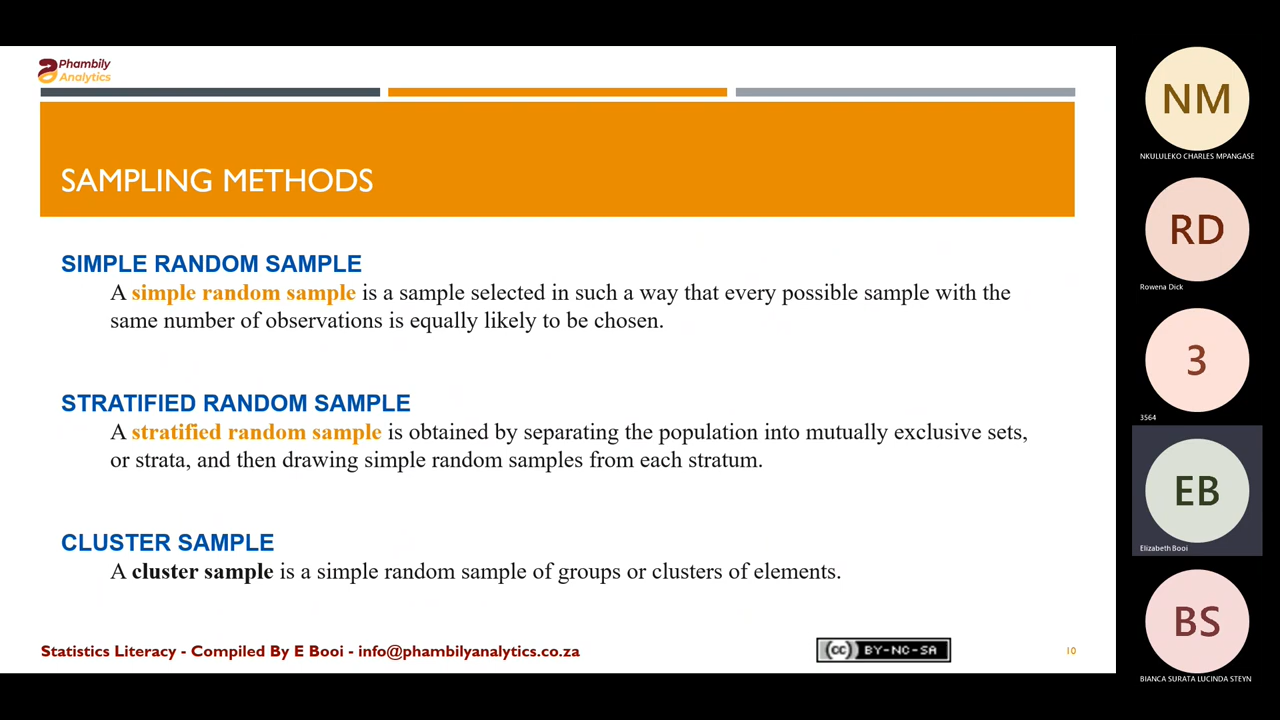 Phambily
Analytics
SAMPLING METHODS
SIMPLE RANDOM SAMPLE
A simple random sample is a sample selected in such a way that every possible sample with the
same number of observations is equally likely to be chosen.
STRATIFIED RANDOM SAMPLE
A stratified random sample is obtained by separating the population into mutually exclusive sets,
or strata, and then drawing simple random samples from each stratum.
CLUSTER SAMPLE
A cluster sample is a simple random sample of groups or clusters of elements.
Statistics Literacy - Compiled By E Booi - info@phambilyanalytics.co.za
cc BY-NC-SA
10
NM
NKULULEKO CHARLES MPANGASE
RD
Rowena Dick
3
3564
EB
Elizabeth Booi
BS
BIANCA SURATA LUCINDA STEYN